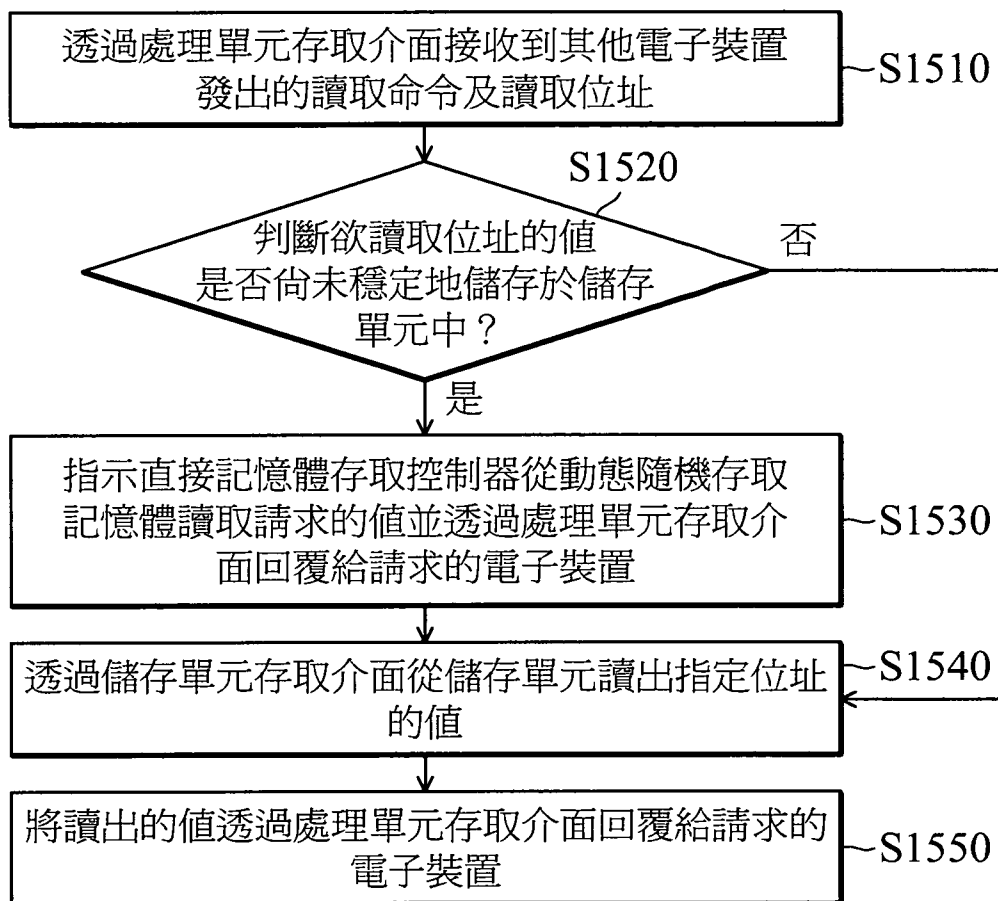 透過處理單元存取介面接收到其他電子裝置
發出的讀取命令及讀取位址
S1510
S1520
判斷欲讀取位址的值
是否尚未穩定地儲存於儲存
單元中？
否
是
指示直接記憶體存取控制器從動態隨機存取
記憶體讀取請求的值並透過處理單元存取介
面回覆給請求的電子裝置
S1530
透過儲存單元存取介面從儲存單元讀出指定位址
的值
S1540
將讀出的值透過處理單元存取介面回覆給請求的
電子裝置
S1550